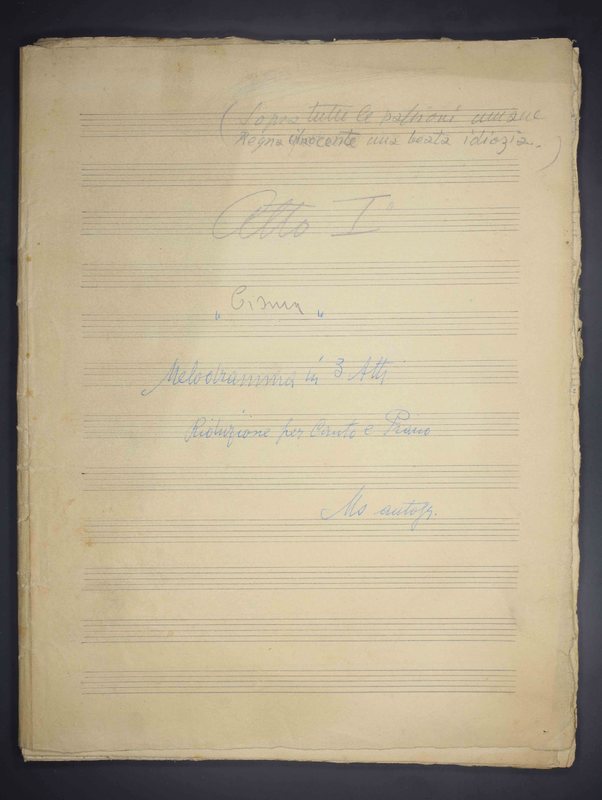 (Sopra tutte le passioni umane
Regna innocente una beata idiozia..)
Atto I°
" "
Melodramma in 3 Atti
Riduzione per Canto e Piano
Ms autogr.